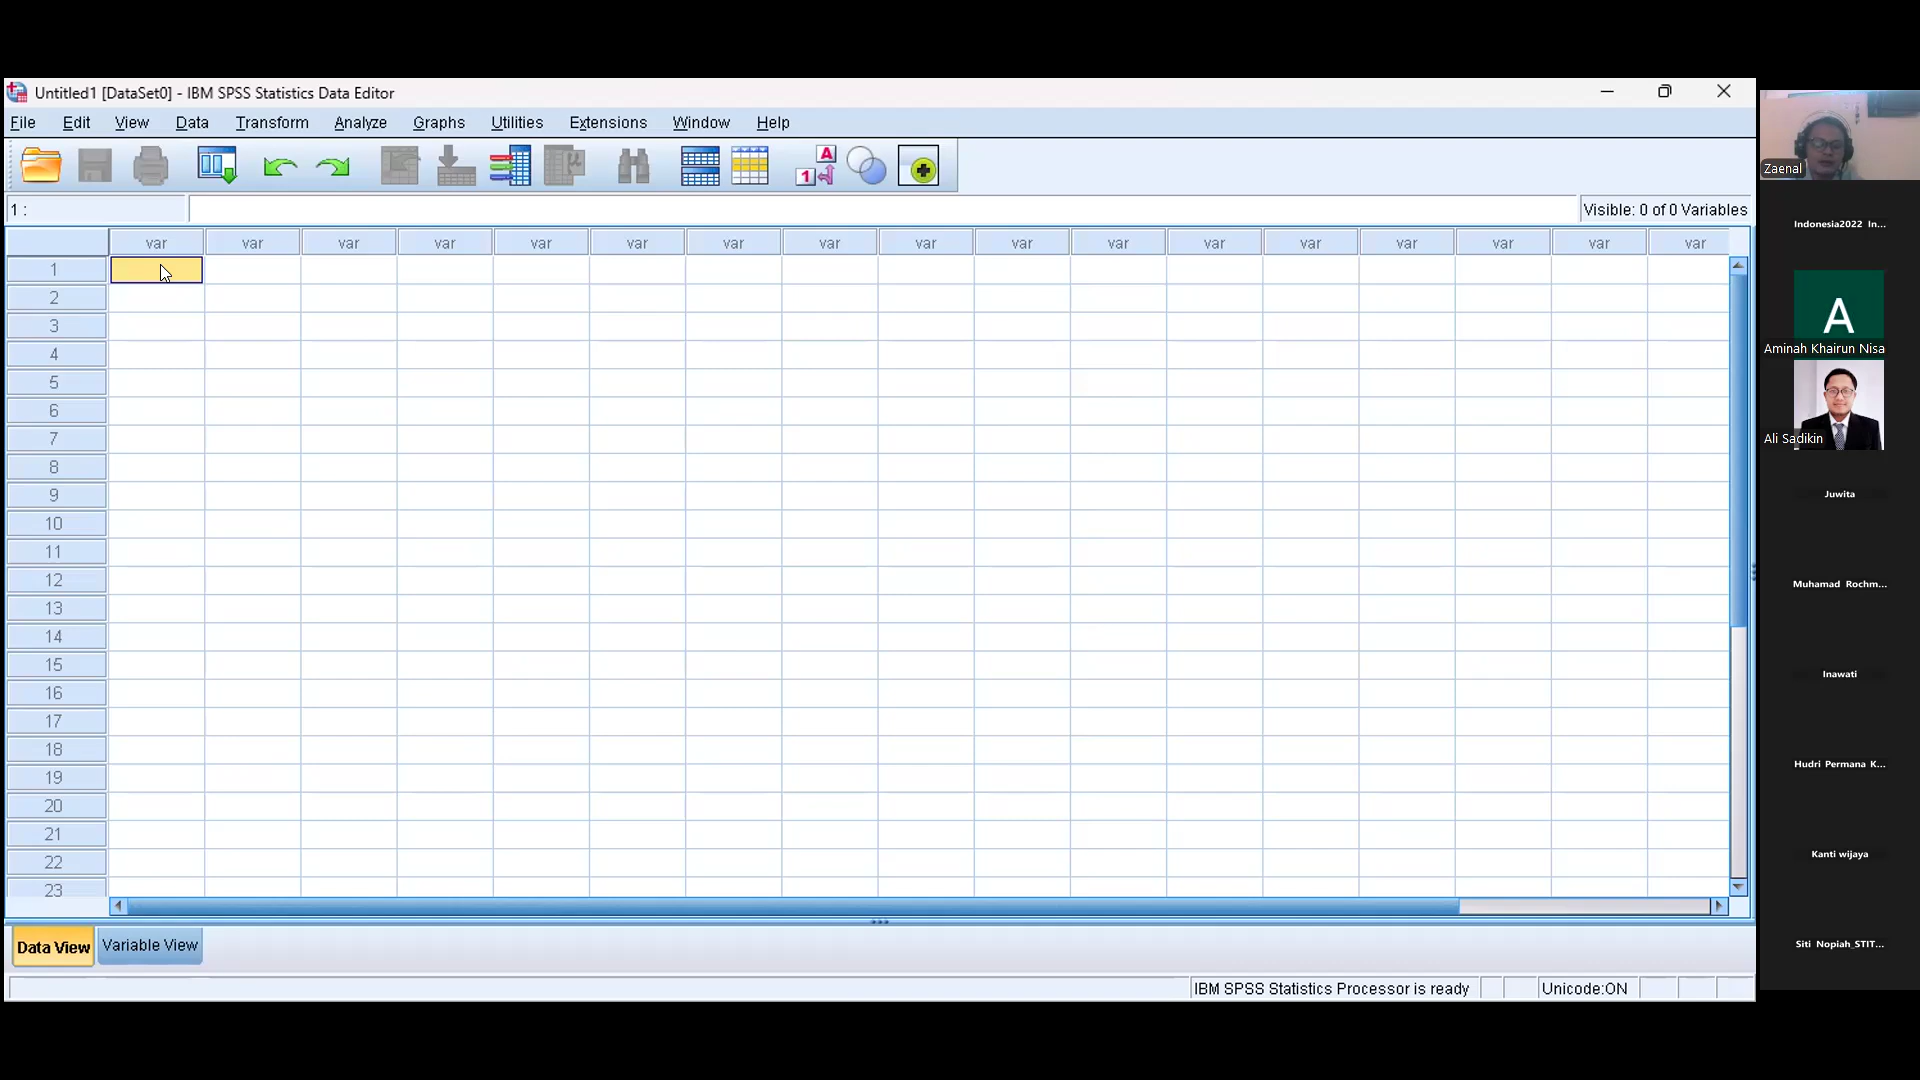 Untitled1 [DataSet0] - IBM SPSS Statistics Data Editor
File Edit View Data Transform Analyze Graphs Utilities Extensions Window Help
A
1
μ
1 :
Visible: 0 of 0 Variables
var var var var var var var var var var var var var var var var var
1
2
3
4
5
6
7
8
9
10
11
12
13
14
15
16
17
18
19
20
21
22
23
Data View Variable View
IBM SPSS Statistics Processor is ready Unicode:ON
Zaenal
Indonesia2022 In...
A
Aminah Khairun Nisa
Ali Sadikin
Juwita
Muhamad Rochm...
Inawati
Hudri Permana K...
Kanti wijaya
Siti Nopiah_STIT...